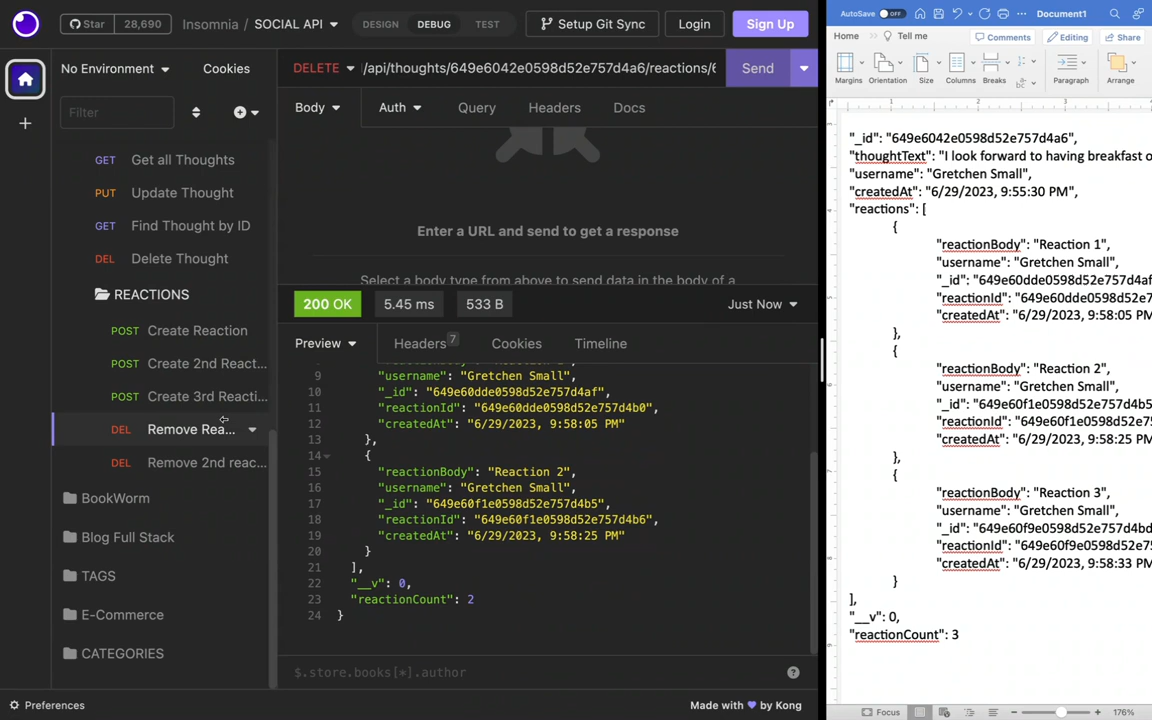 Star 28,690
Insomnia / SOCIAL API
DESIGN DEBUG TEST
Setup Git Sync
Login
Sign Up
No Environment
Cookies
Filter
GET Get all Thoughts
PUT Update Thought
GET Find Thought by ID
DEL Delete Thought
REACTIONS
POST Create Reaction
POST Create 2nd React...
POST Create 3rd Reacti...
DEL Remove Rea...
DEL Remove 2nd reac...
BookWorm
Blog Full Stack
TAGS
E-Commerce
CATEGORIES
Preferences
DELETE /api/thoughts/649e6042e0598d52e757d4a6/reactions/6
Send
Body Auth Query Headers Docs
Enter a URL and send to get a response
Select a body type from above to send data in the body of a
200 OK 5.45 ms 533 B Just Now
Preview Headers 7 Cookies Timeline
9 "username": "Gretchen Small",
10 "_id": "649e60dde0598d52e757d4af",
11 "reactionId": "649e60dde0598d52e757d4b0",
12 "createdAt": "6/29/2023, 9:58:05 PM"
13 },
14 {
15 "reactionBody": "Reaction 2",
16 "username": "Gretchen Small",
17 "_id": "649e60f1e0598d52e757d4b5",
18 "reactionId": "649e60f1e0598d52e757d4b6",
19 "createdAt": "6/29/2023, 9:58:25 PM"
20 }
21 ],
22 "__v": 0,
23 "reactionCount": 2
24 }
$.store.books[*].author
Made with by Kong
AutoSave OFF
Document1
Home Tell me
Comments Editing Share
Margins Orientation Size Columns Breaks Paragraph Arrange
"_id": "649e6042e0598d52e757d4a6",
"thoughtText": "I look forward to having breakfast o
"username": "Gretchen Small",
"createdAt": "6/29/2023, 9:55:30 PM",
"reactions": [
{
"reactionBody": "Reaction 1",
"username": "Gretchen Small",
"_id": "649e60dde0598d52e757d4af
"reactionId": "649e60dde0598d52e7
"createdAt": "6/29/2023, 9:58:05 PM
},
{
"reactionBody": "Reaction 2",
"username": "Gretchen Small",
"_id": "649e60f1e0598d52e757d4b5
"reactionId": "649e60f1e0598d52e75
"createdAt": "6/29/2023, 9:58:25 PM
},
{
"reactionBody": "Reaction 3",
"username": "Gretchen Small",
"_id": "649e60f9e0598d52e757d4bd
"reactionId": "649e60f9e0598d52e75
"createdAt": "6/29/2023, 9:58:33 PM
}
],
"__v": 0,
"reactionCount": 3
Focus
176%